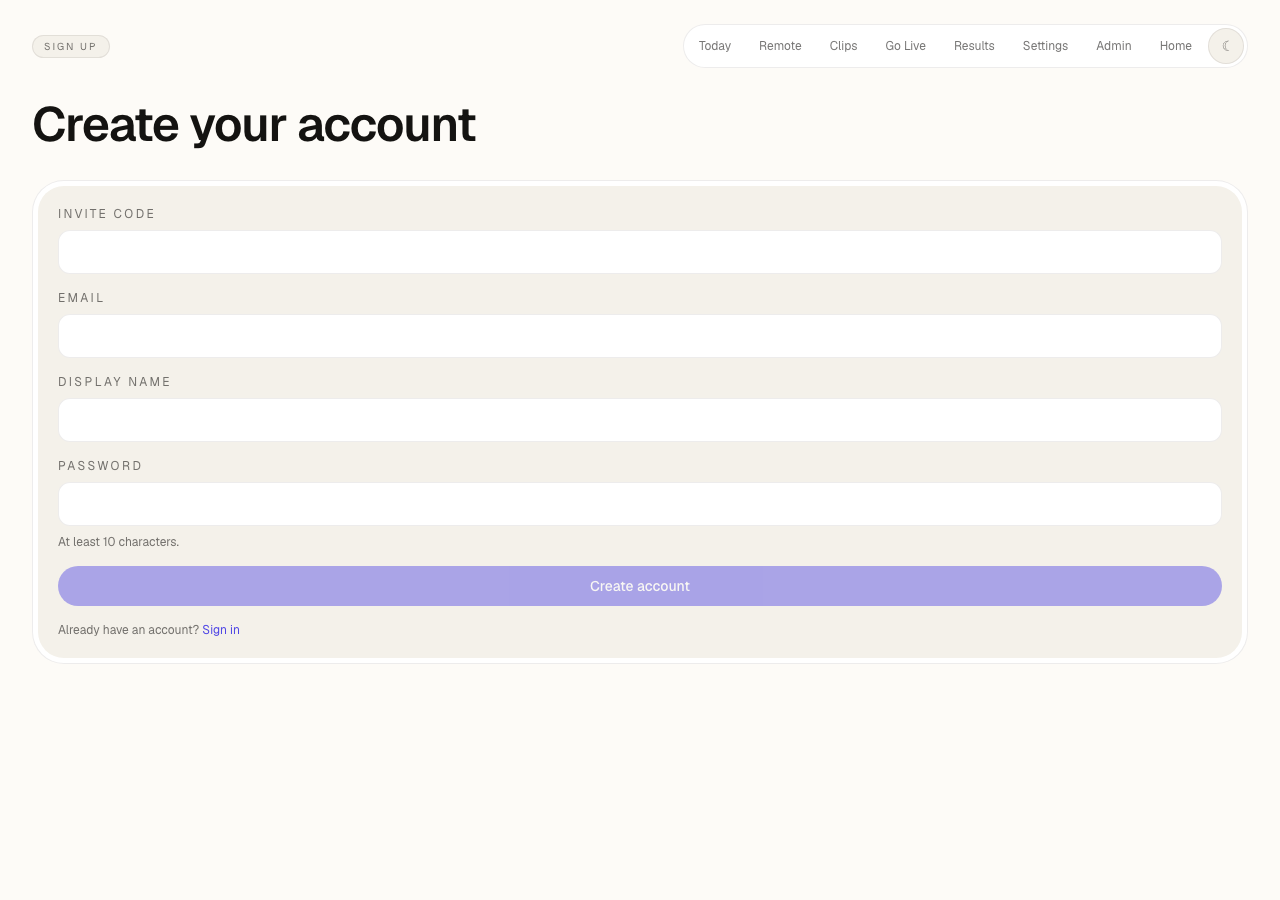 SIGN UP
Today Remote Clips Go Live Results Settings Admin Home
Create your account
INVITE CODE
EMAIL
DISPLAY NAME
PASSWORD
At least 10 characters.
Create account
Already have an account? Sign in